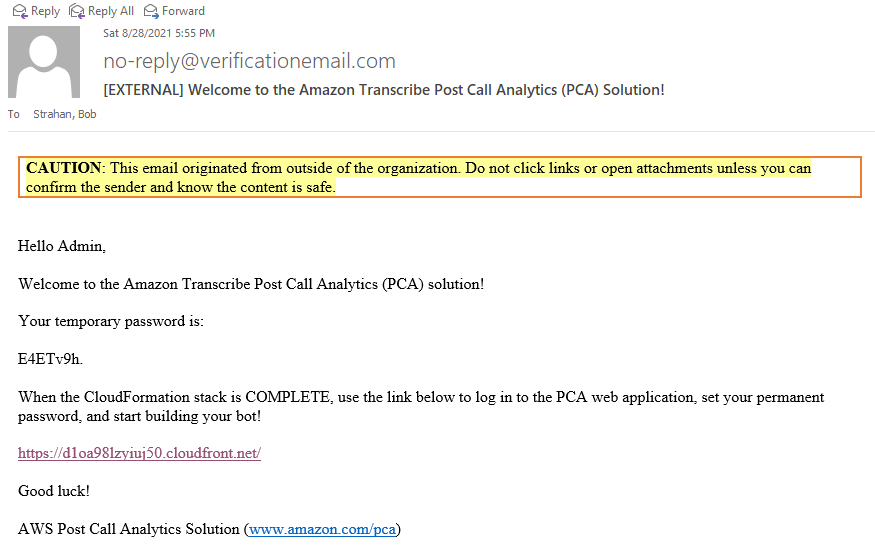 Reply Reply All Forward
Sat 8/28/2021 5:55 PM
no-reply@verificationemail.com
[EXTERNAL] Welcome to the Amazon Transcribe Post Call Analytics (PCA) Solution!
To Strahan, Bob
CAUTION: This email originated from outside of the organization. Do not click links or open attachments unless you can
confirm the sender and know the content is safe.
Hello Admin,
Welcome to the Amazon Transcribe Post Call Analytics (PCA) solution!
Your temporary password is:
E4ETv9h.
When the CloudFormation stack is COMPLETE, use the link below to log in to the PCA web application, set your permanent
password, and start building your bot!
https://d1oa98lzyiuj50.cloudfront.net/
Good luck!
AWS Post Call Analytics Solution (www.amazon.com/pca)